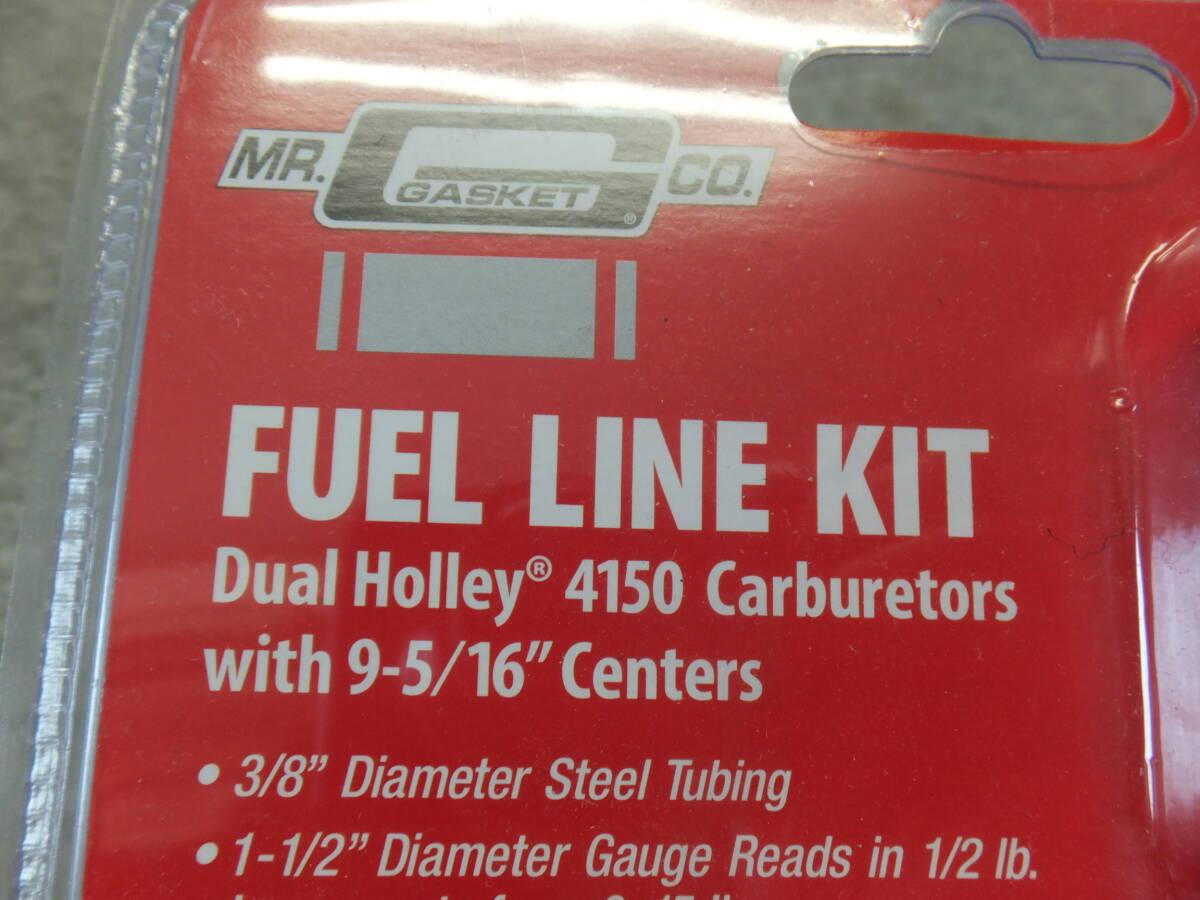 MR. GASKET CO.
®
FUEL LINE KIT
Dual Holley® 4150 Carburetors
with 9-5/16" Centers
• 3/8" Diameter Steel Tubing
• 1-1/2" Diameter Gauge Reads in 1/2 lb.